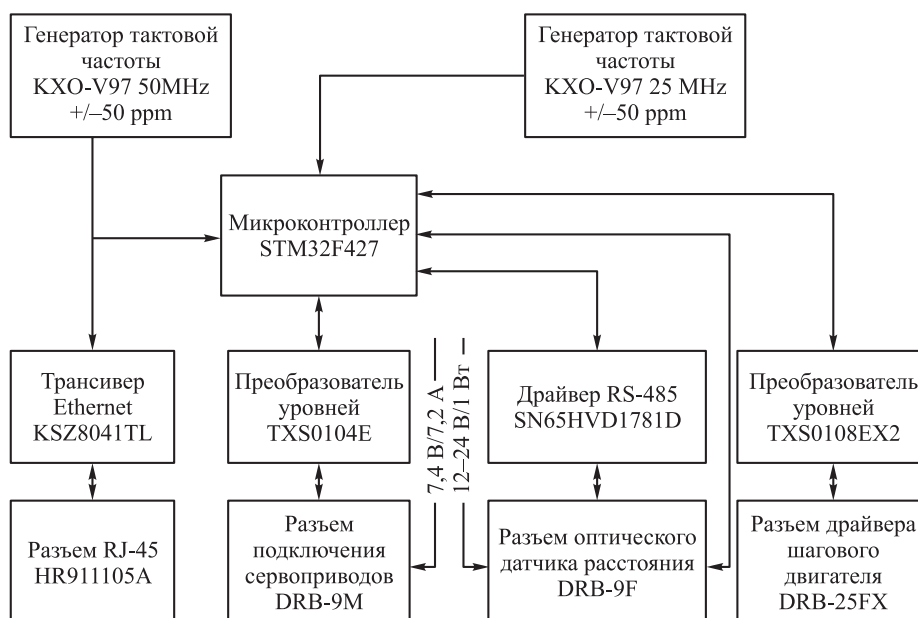 Генератор тактовой
частоты
KXO-V97 50MHz
+/–50 ppm
Генератор тактовой
частоты
KXO-V97 25 MHz
+/–50 ppm
Микроконтроллер
STM32F427
Трансивер
Ethernet
KSZ8041TL
Преобразователь
уровней
TXS0104E
7,4 В/7,2 А
12–24 В/1 Вт
Драйвер RS-485
SN65HVD1781D
Преобразователь
уровней
TXS0108EX2
Разъем RJ-45
HR911105A
Разъем
подключения
сервоприводов
DRB-9M
Разъем оптического
датчика расстояния
DRB-9F
Разъем драйвера
шагового
двигателя
DRB-25FX